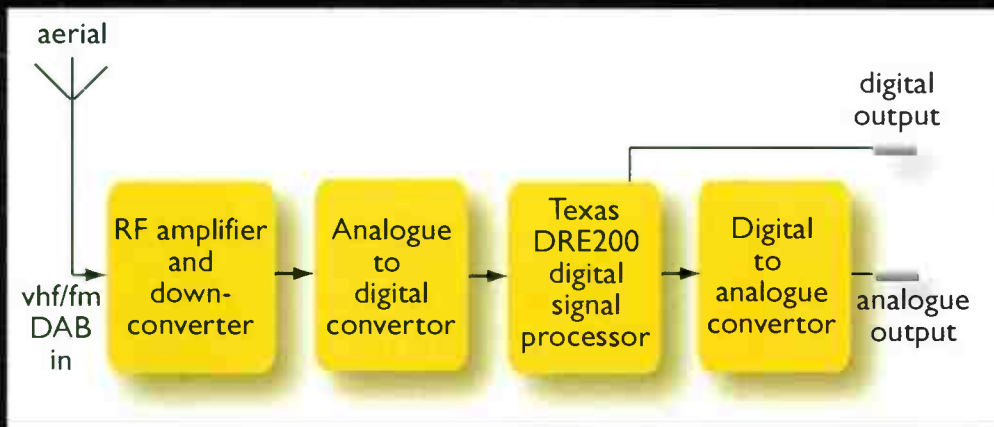 aerial
digital
output
RF amplifier
and
down-
converter
Analogue
to
digital
convertor
Texas
DRE200
digital
signal
processor
Digital
to
analogue
convertor
vhf/fm
DAB
in
analogue
output